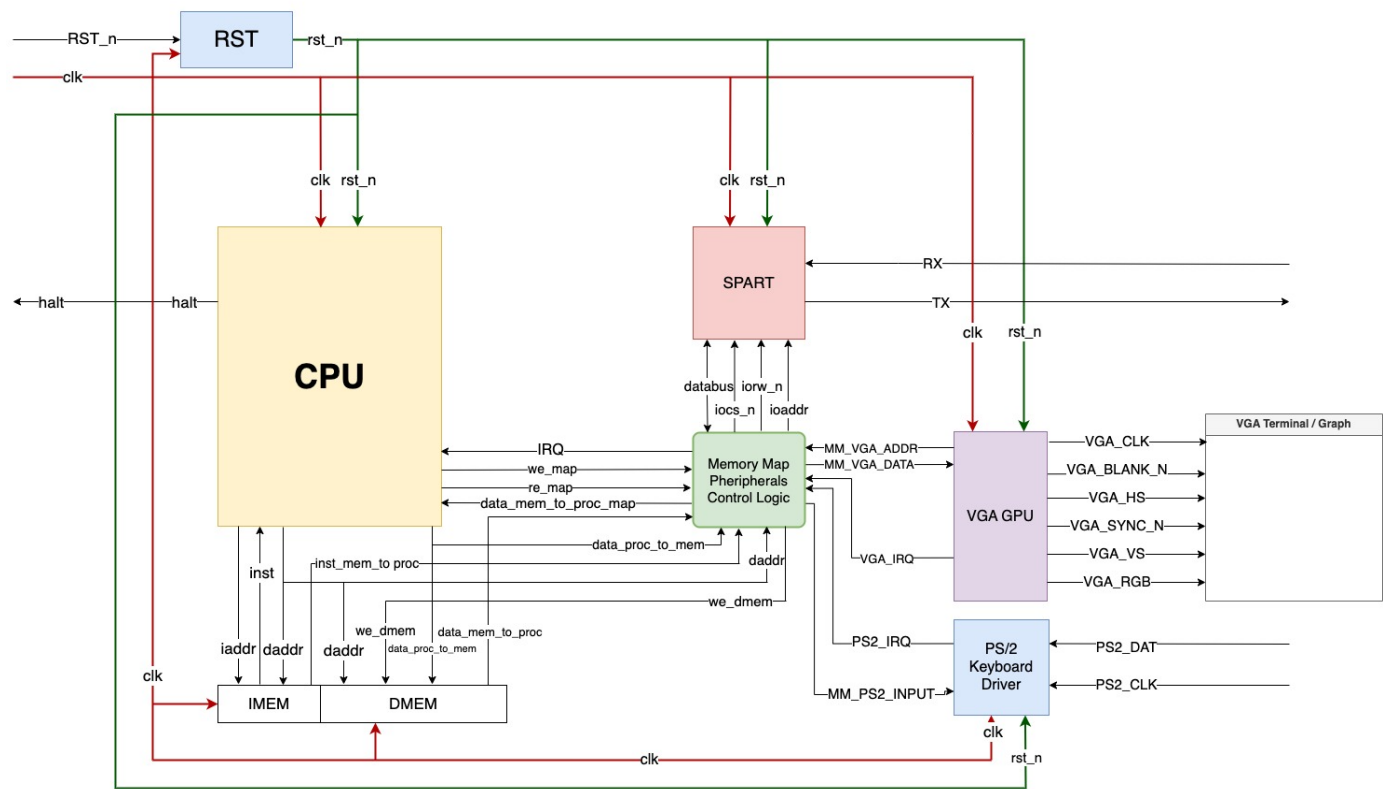 RST_n
RST
rst_n
clk
clk
rst_n
clk
rst_n
CPU
SPART
RX
TX
halt
halt
clk
rst_n
databus
iorw_n
iocs_n
ioaddr
IRQ
we_map
re_map
data_mem_to_proc_map
Memory Map
Pheripherals
Control Logic
MM_VGA_ADDR
MM_VGA_DATA
VGA GPU
VGA_CLK
VGA_BLANK_N
VGA_HS
VGA_SYNC_N
VGA_VS
VGA_RGB
VGA Terminal / Graph
data_proc_to_mem
inst_mem_to proc
daddr
VGA_IRQ
inst
we_dmem
we_dmem
data_mem_to_proc
data_proc_to_mem
iaddr
daddr
daddr
PS2_IRQ
PS/2
Keyboard
Driver
PS2_DAT
PS2_CLK
MM_PS2_INPUT
clk
IMEM
DMEM
clk
clk
rst_n